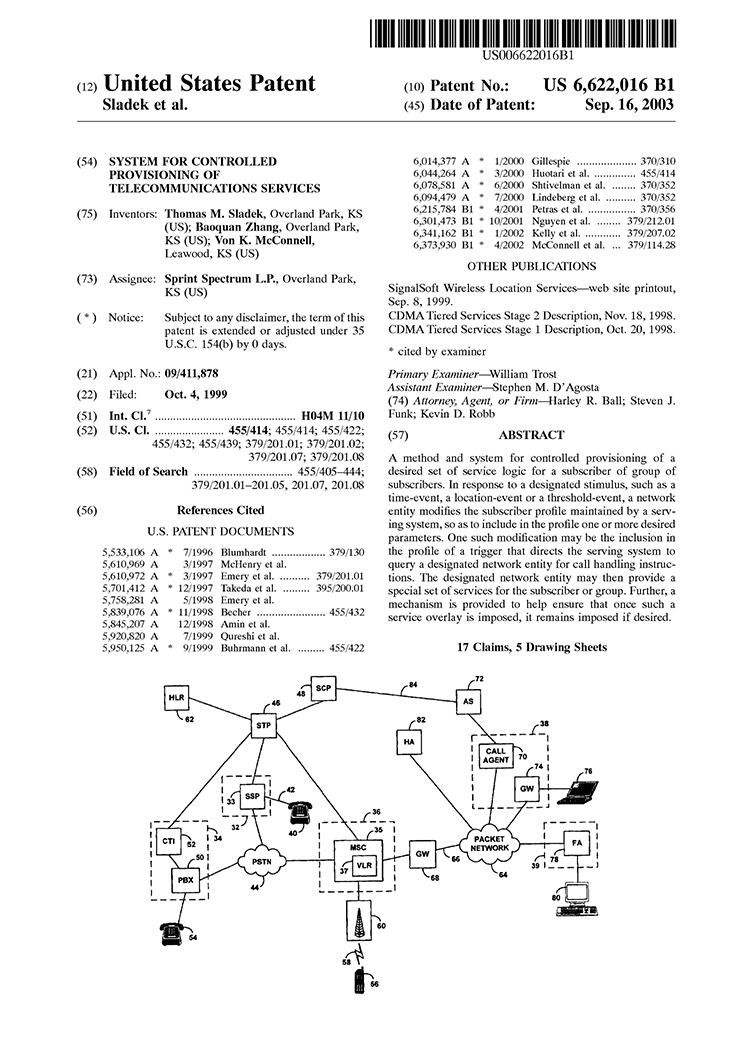 US006622016B1
(12) United States Patent
Sladek et al.
(10) Patent No.: US 6,622,016 B1
(45) Date of Patent: Sep. 16, 2003
(54) SYSTEM FOR CONTROLLED
PROVISIONING OF
TELECOMMUNICATIONS SERVICES
(75) Inventors: Thomas M. Sladek, Overland Park, KS
(US); Baoquan Zhang, Overland Park,
KS (US); Von K. McConnell,
Leawood, KS (US)
(73) Assignee: Sprint Spectrum L.P., Overland Park,
KS (US)
( * ) Notice: Subject to any disclaimer, the term of this
patent is extended or adjusted under 35
U.S.C. 154(b) by 0 days.
(21) Appl. No.: 09/411,878
(22) Filed: Oct. 4, 1999
(51) Int. Cl.7 ............................................... H04M 11/10
(52) U.S. Cl. ....................... 455/414; 455/414; 455/422;
455/432; 455/439; 379/201.01; 379/201.02;
379/201.07; 379/201.08
(58) Field of Search ................................. 455/405–444;
379/201.01–201.05, 201.07, 201.08
(56) References Cited
U.S. PATENT DOCUMENTS
5,533,106 A * 7/1996 Blumhardt .................. 379/130
5,610,969 A 3/1997 McHenry et al.
5,610,972 A * 3/1997 Emery et al. .......... 379/201.01
5,701,412 A * 12/1997 Takeda et al. ......... 395/200.01
5,758,281 A 5/1998 Emery et al.
5,839,076 A * 11/1998 Becher ....................... 455/432
5,845,207 A 12/1998 Amin et al.
5,920,820 A 7/1999 Qureshi et al.
5,950,125 A * 9/1999 Buhrmann et al. ......... 455/422
6,014,377 A * 1/2000 Gillespie .................... 370/310
6,044,264 A * 3/2000 Huotari et al. .............. 455/414
6,078,581 A * 6/2000 Shtivelman et al. ........ 370/352
6,094,479 A * 7/2000 Lindeberg et al. .......... 370/352
6,215,784 B1 * 4/2001 Petras et al. ................ 370/356
6,301,473 B1 * 10/2001 Nguyen et al. ......... 379/212.01
6,341,162 B1 * 1/2002 Kelly et al. ............ 379/207.02
6,373,930 B1 * 4/2002 McConnell et al. ... 379/114.28
OTHER PUBLICATIONS
SignalSoft Wireless Location Services—web site printout,
Sep. 8, 1999.
CDMA Tiered Services Stage 2 Description, Nov. 18, 1998.
CDMA Tiered Services Stage 1 Description, Oct. 20, 1998.
* cited by examiner
Primary Examiner—William Trost
Assistant Examiner—Stephen M. D'Agosta
(74) Attorney, Agent, or Firm—Harley R. Ball; Steven J.
Funk; Kevin D. Robb
(57) ABSTRACT
A method and system for controlled provisioning of a
desired set of service logic for a subscriber of group of
subscribers. In response to a designated stimulus, such as a
time-event, a location-event or a threshold-event, a network
entity modifies the subscriber profile maintained by a serv-
ing system, so as to include in the profile one or more desired
parameters. One such modification may be the inclusion in
the profile of a trigger that directs the serving system to
query a designated network entity for call handling instruc-
tions. The designated network entity may then provide a
special set of services for the subscriber or group. Further, a
mechanism is provided to help ensure that once such a
service overlay is imposed, it remains imposed if desired.
17 Claims, 5 Drawing Sheets
HLR
62
STP
46
48
SCP
84
72
AS
82
HA
38
CALL
AGENT
70
74
GW
76
SSP
33
32
42
40
CTI
52
34
50
PBX
54
PSTN
44
36
35
MSC
37
VLR
GW
68
66
PACKET
NETWORK
64
FA
78
39
80
60
58
56